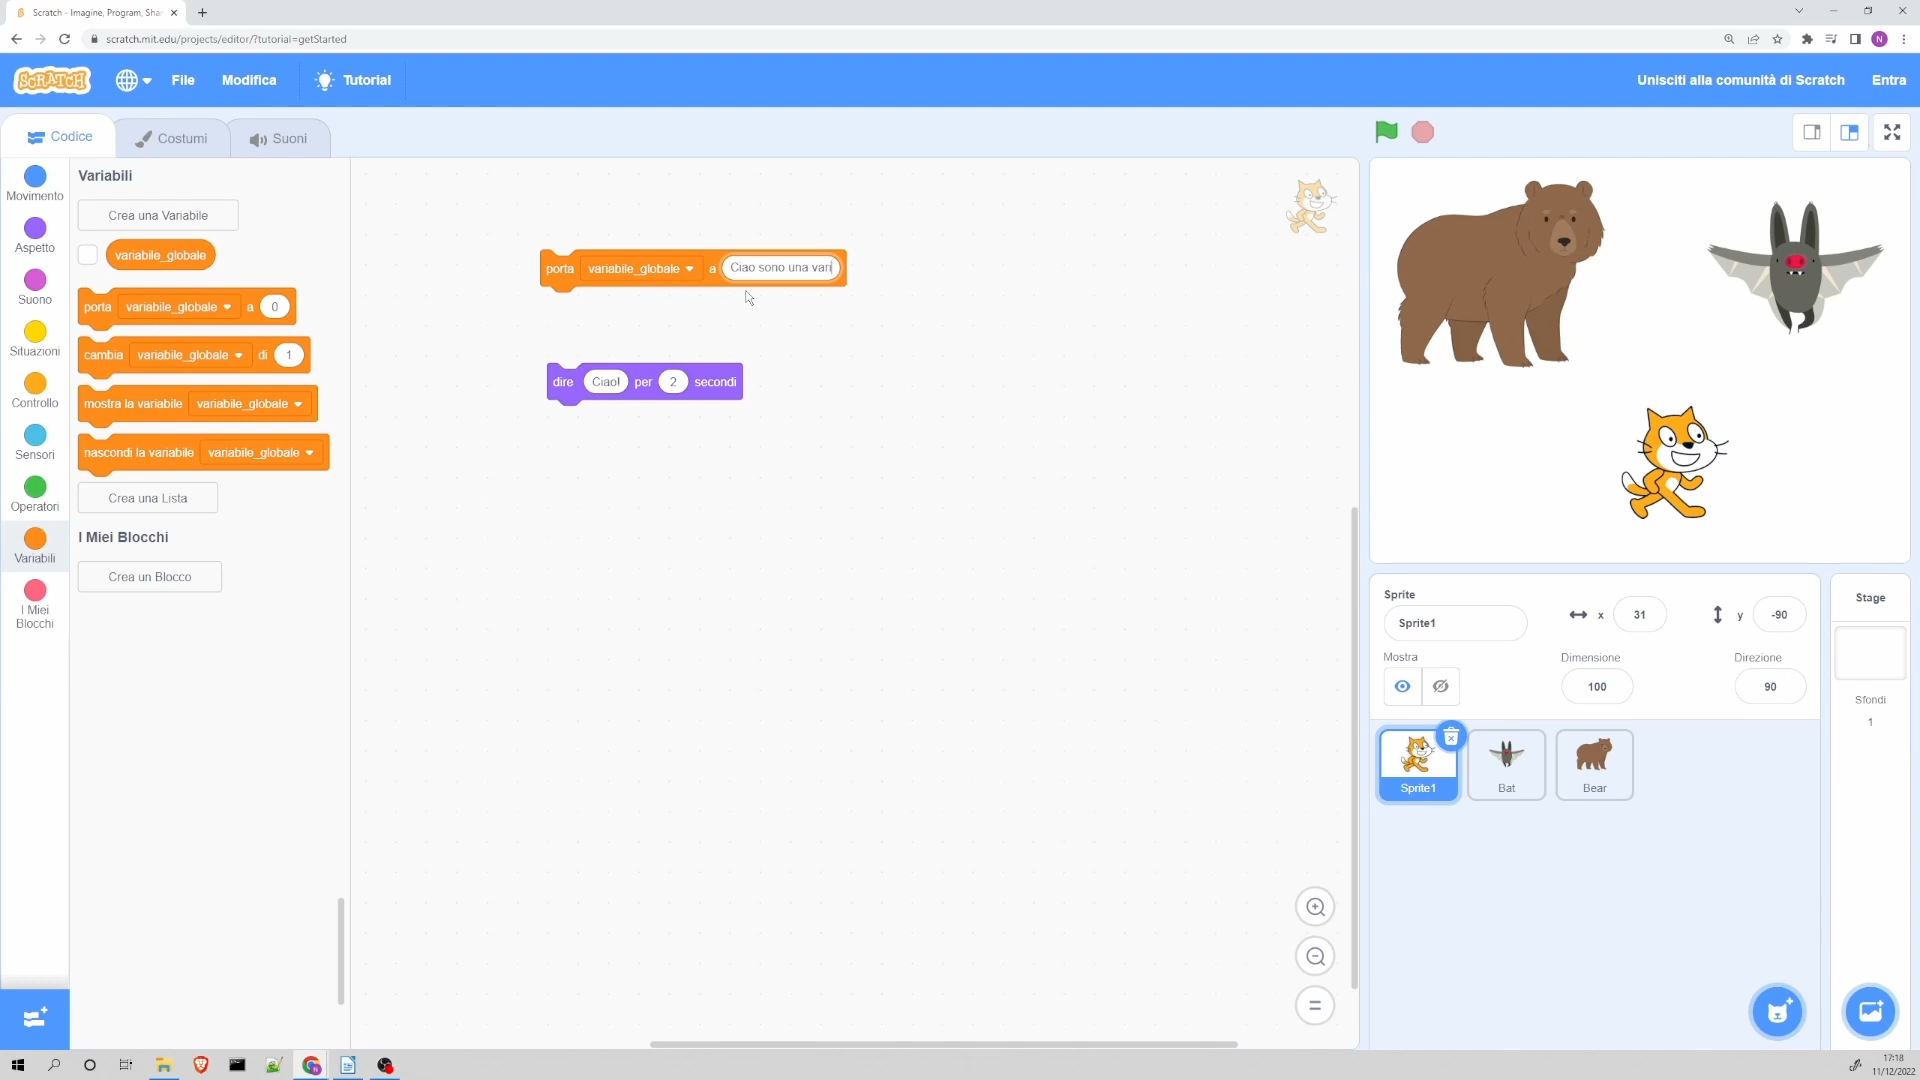 Scratch - Imagine, Program, Sha
scratch.mit.edu/projects/editor/?tutorial=getStarted
N
SCRATCH
File
Modifica
Tutorial
Unisciti alla comunità di Scratch
Entra
Codice
Costumi
Suoni
Movimento
Aspetto
Suono
Situazioni
Controllo
Sensori
Operatori
Variabili
I Miei
Blocchi
Variabili
Crea una Variabile
variabile_globale
porta variabile_globale a 0
cambia variabile_globale di 1
mostra la variabile variabile_globale
nascondi la variabile variabile_globale
Crea una Lista
I Miei Blocchi
Crea un Blocco
porta variabile_globale a Ciao sono una vari
dire Ciao! per 2 secondi
Sprite
Sprite1
x 31
y -90
Mostra
Dimensione
100
Direzione
90
Sprite1
Bat
Bear
Stage
Sfondi
1
17:18
11/12/2022